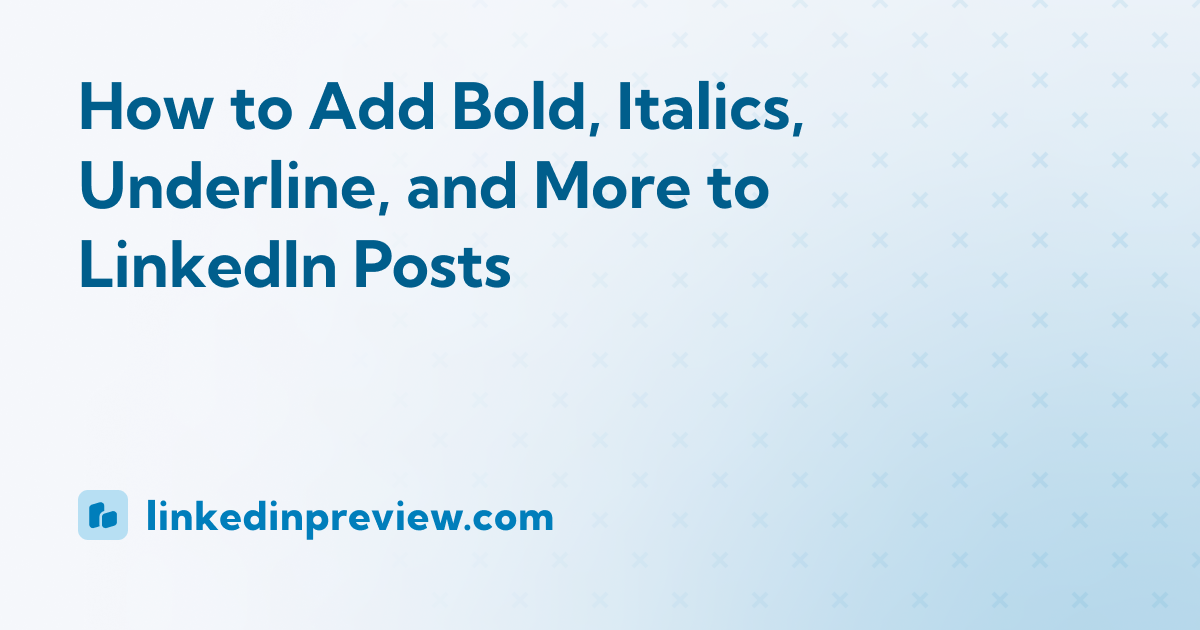 How to Add Bold, Italics,
Underline, and More to
LinkedIn Posts
linkedinpreview.com